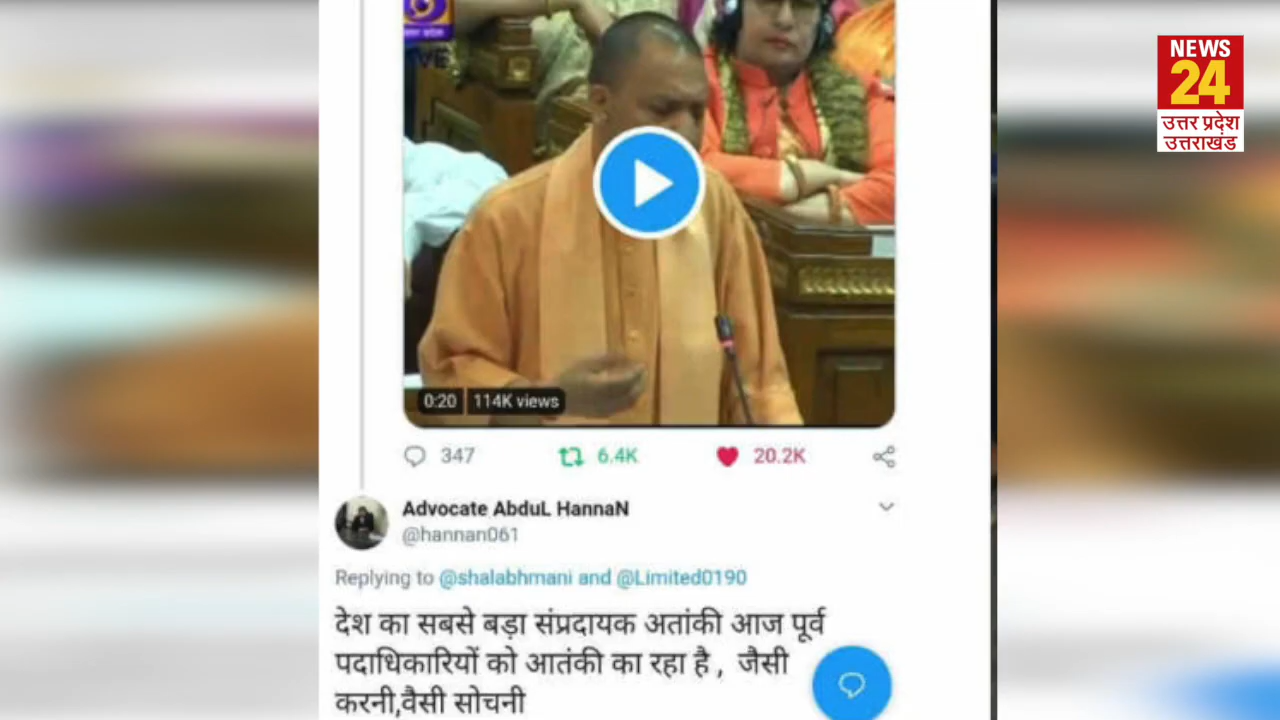 NEWS
24
उत्तर प्रदेश
उत्तराखंड
0:20 114K views
347 6.4K 20.2K
Advocate AbduL HannaN
@hannan061
Replying to @shalabhmani and @Limited0190
देश का सबसे बड़ा संप्रदायक अतांकी आज पूर्व
पदाधिकारियों को आतंकी का रहा है , जैसी
करनी,वैसी सोचनी